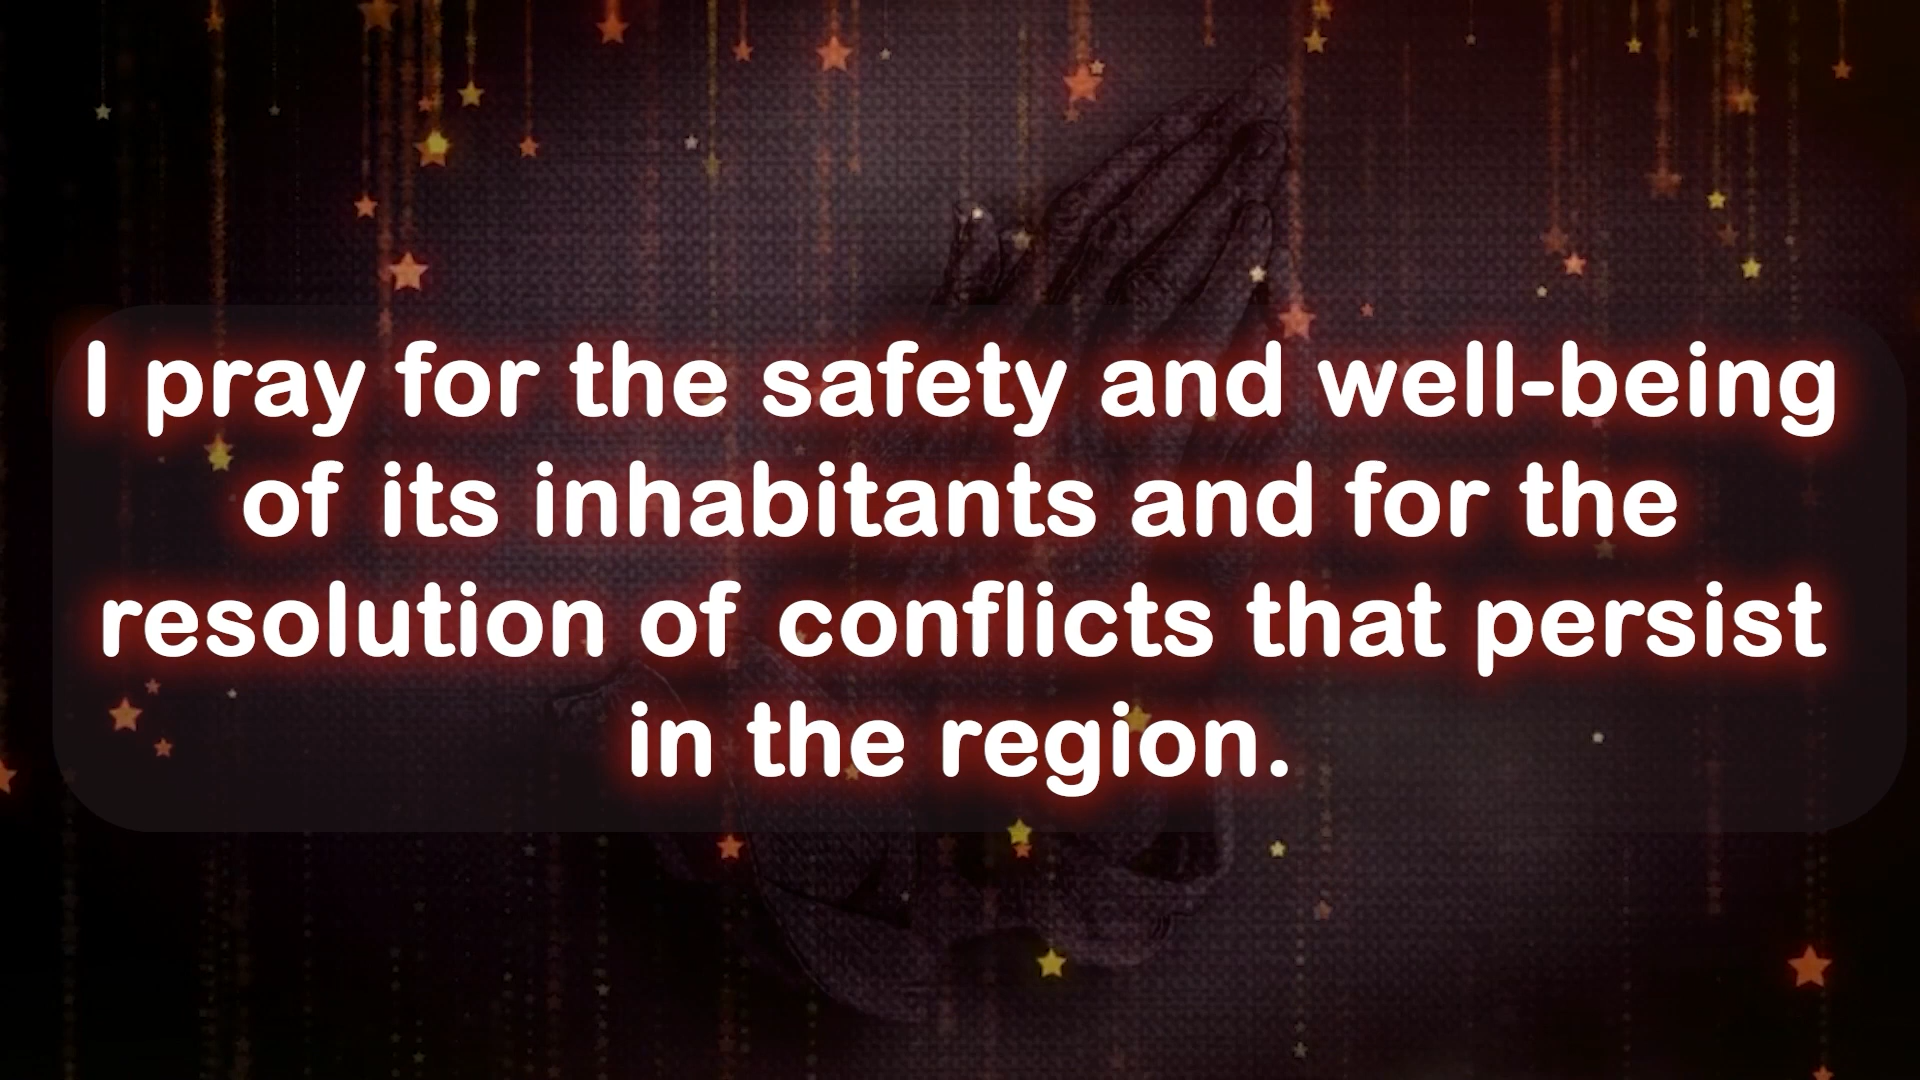 I pray for the safety and well-being
of its inhabitants and for the
resolution of conflicts that persist
in the region.